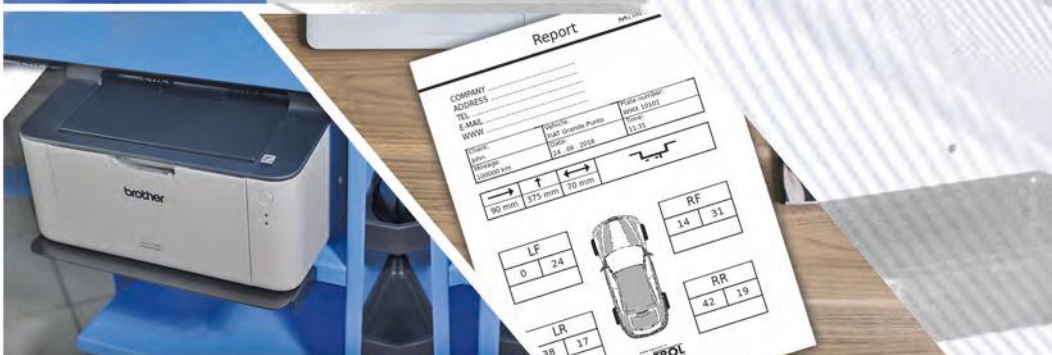 brother
Report
COMPANY ..........................
ADDRESS ..........................
TEL ..........................
E-MAIL ..........................
WWW ..........................
Client: Vehicle: Plate number:
John FIAT Grande Punto WMX 10101
Mileage: Date: Time:
100000 km 24 . 08 . 2018 11:31
90 mm 375 mm 70 mm
LF
0 24
RF
14 31
RR
42 19
LR
38 17